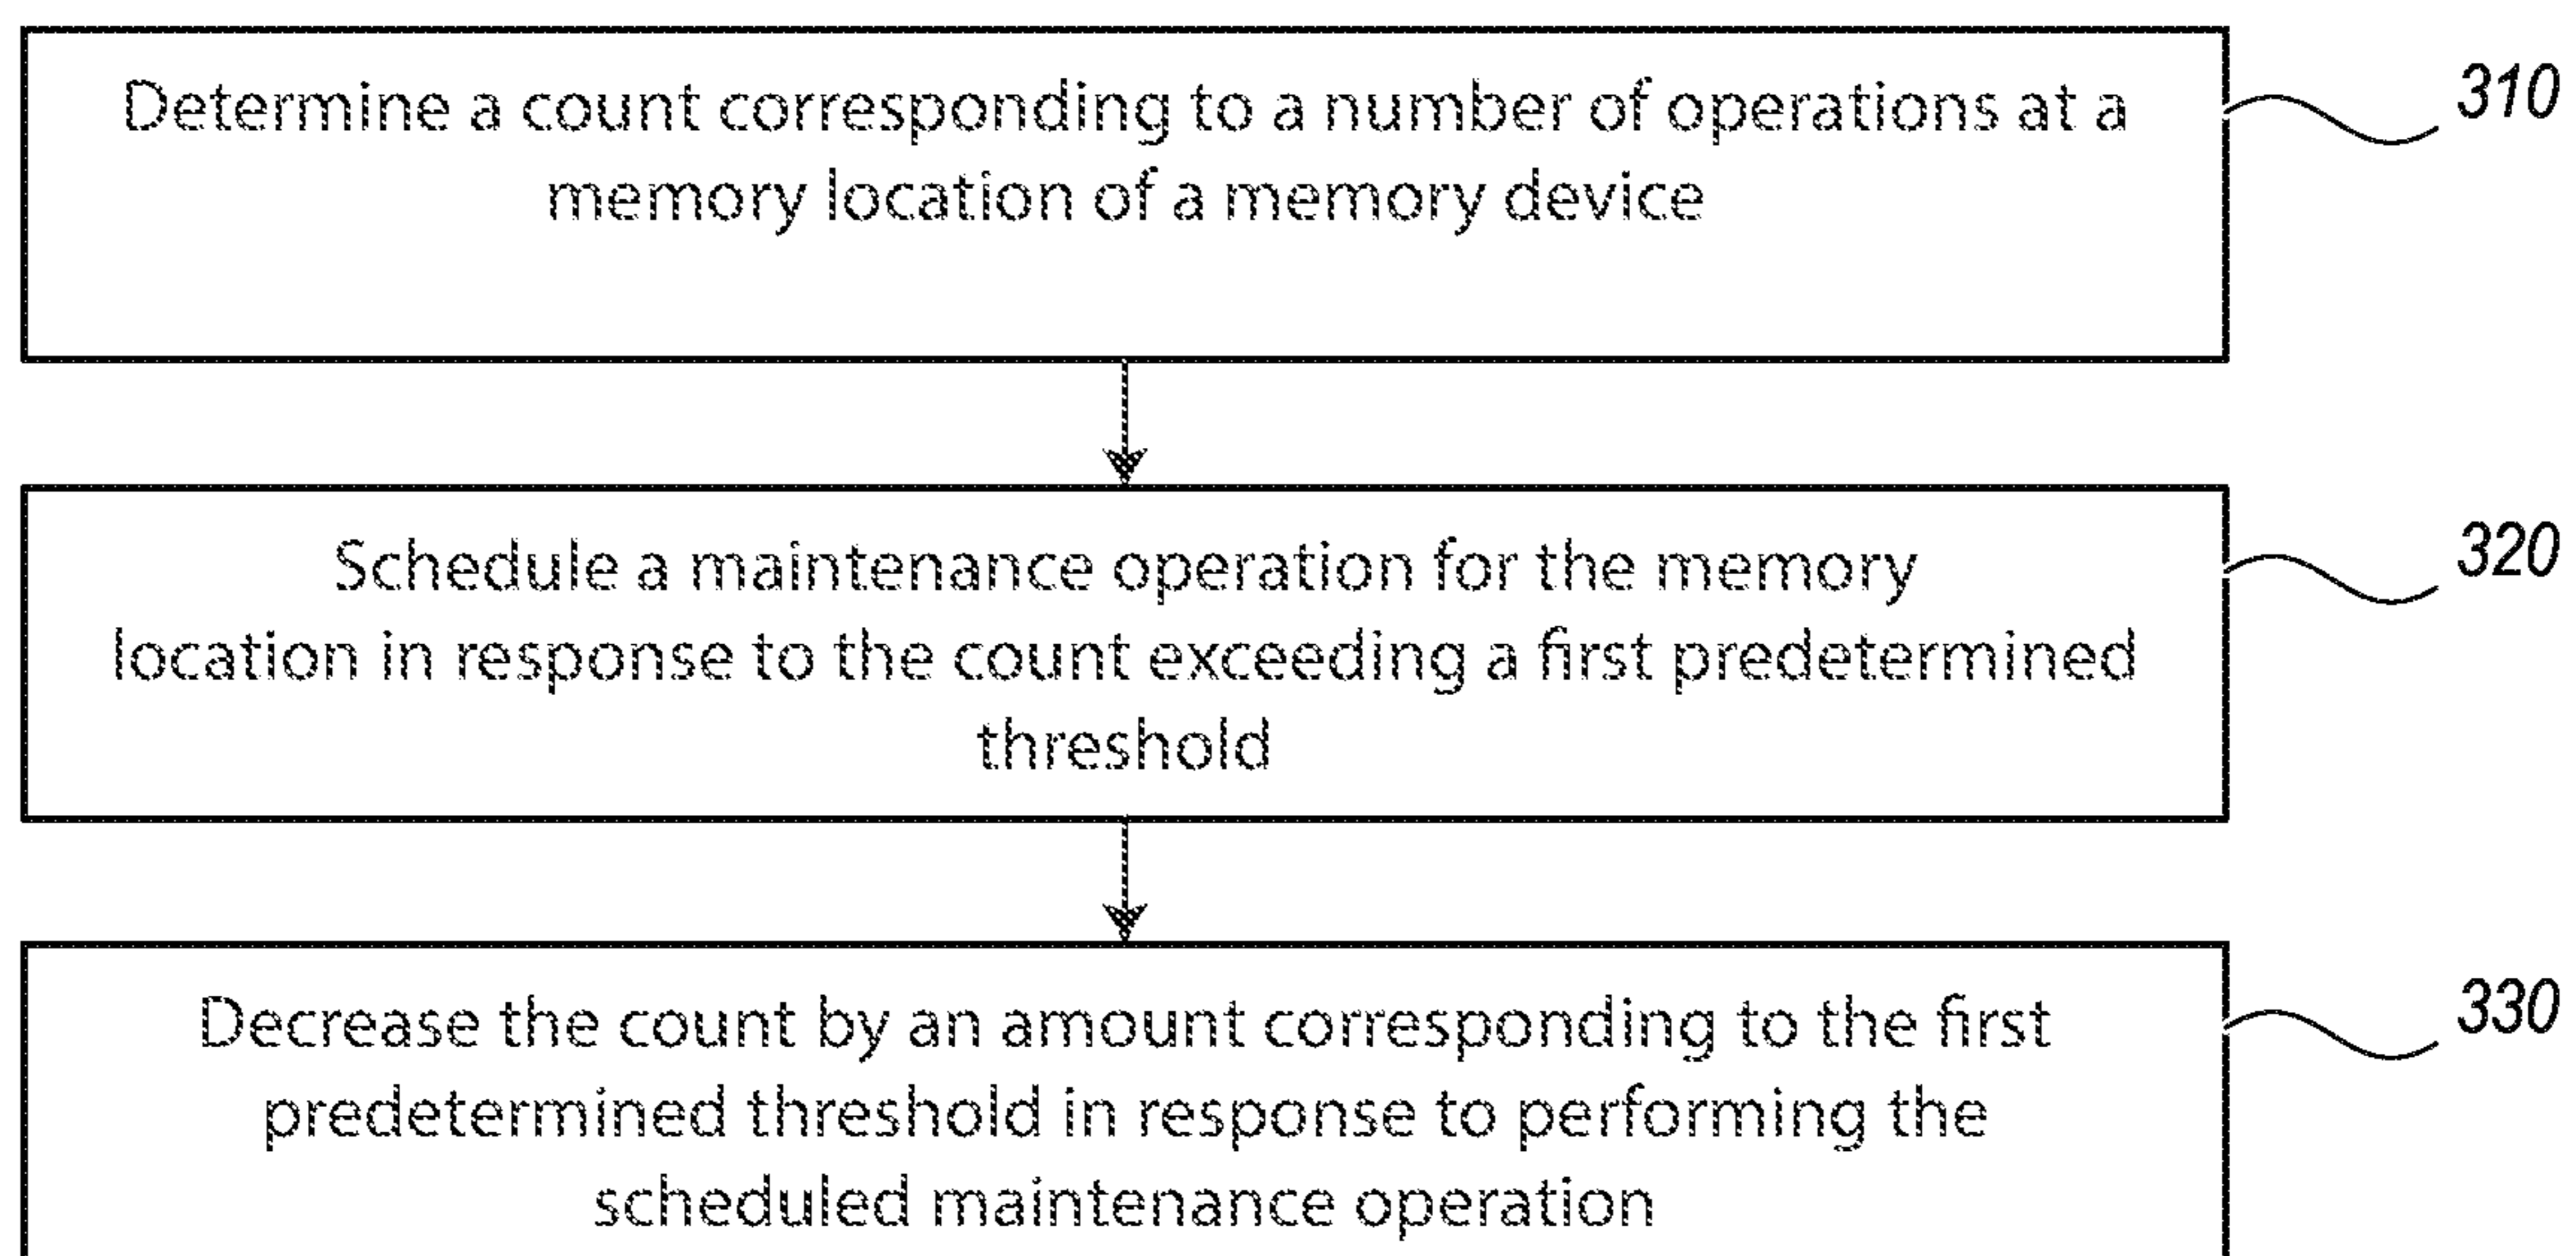 Determine a count corresponding to a number of operations at a
memory location of a memory device
310
Schedule a maintenance operation for the memory
location in response to the count exceeding a first predetermined
threshold
320
Decrease the count by an amount corresponding to the first
predetermined threshold in response to performing the
scheduled maintenance operation
330